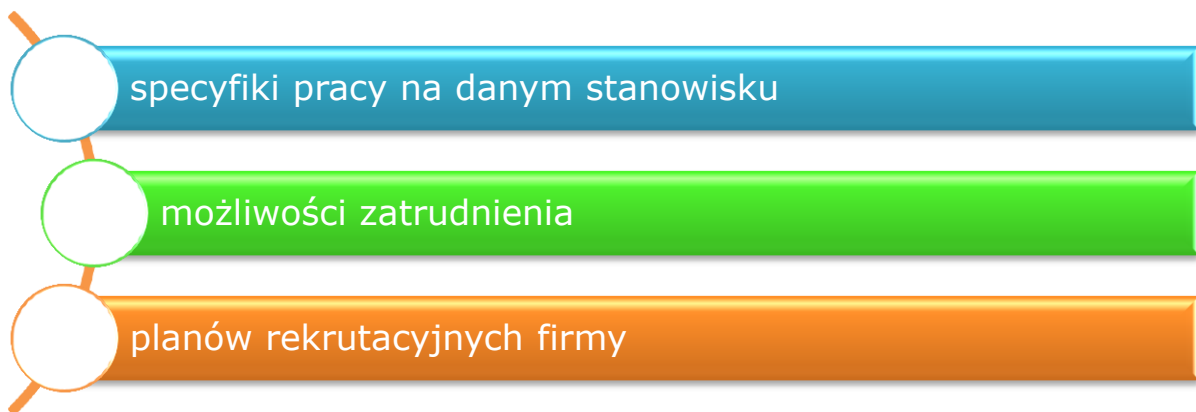 specyfiki pracy na danym stanowisku
możliwości zatrudnienia
planów rekrutacyjnych firmy